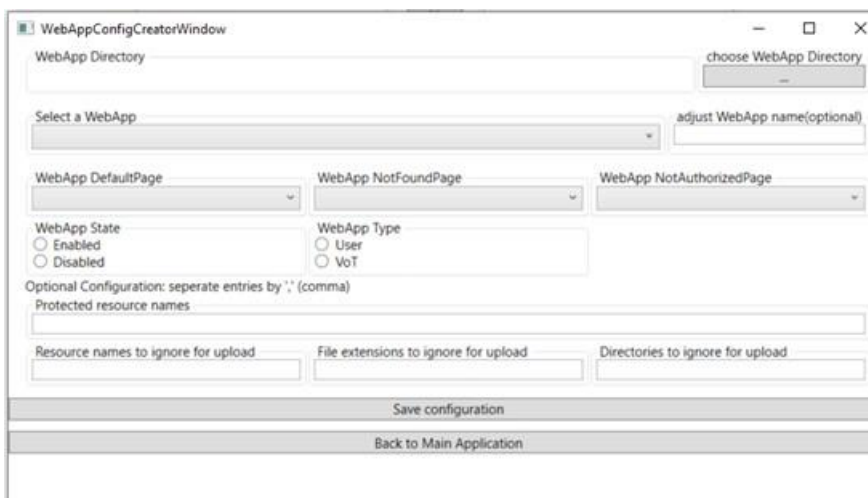 WebAppConfigCreatorWindow
WebApp Directory
choose WebApp Directory
...
Select a WebApp
adjust WebApp name(optional)
WebApp DefaultPage
WebApp NotFoundPage
WebApp NotAuthorizedPage
WebApp State
WebApp Type
Enabled
User
Disabled
VoT
Optional Configuration: seperate entries by ',' (comma)
Protected resource names
Resource names to ignore for upload
File extensions to ignore for upload
Directories to ignore for upload
Save configuration
Back to Main Application